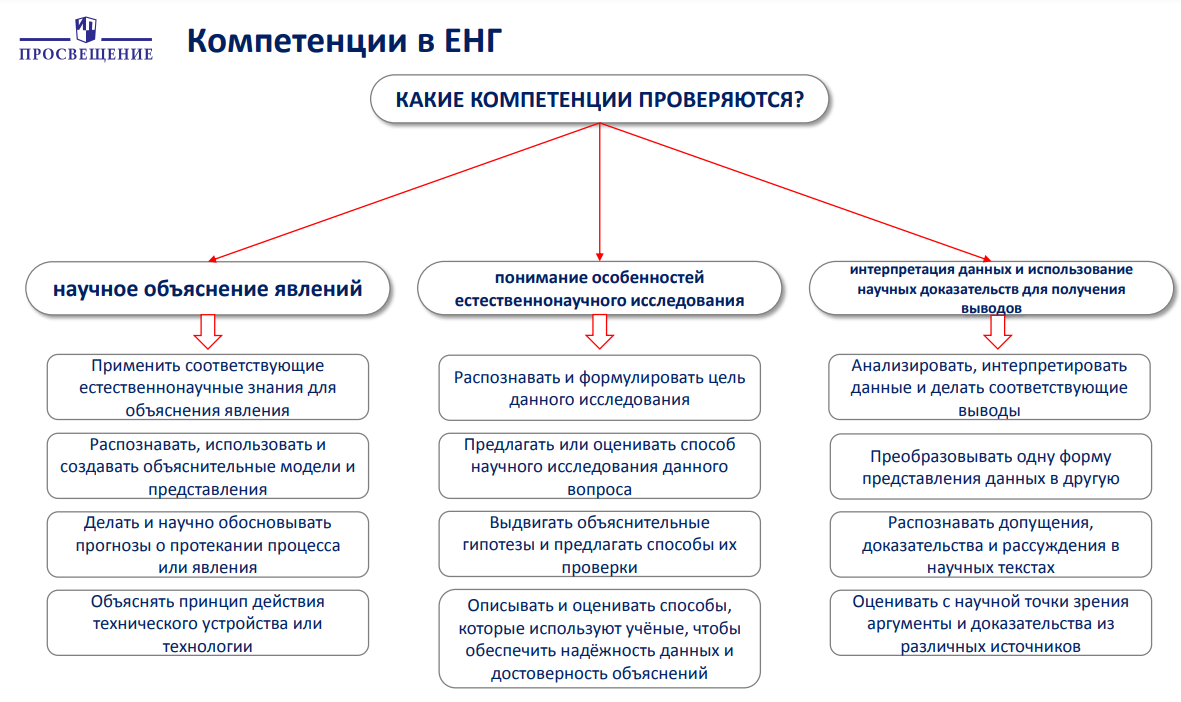 ИП
ПРОСВЕЩЕНИЕ
Компетенции в ЕНГ
КАКИЕ КОМПЕТЕНЦИИ ПРОВЕРЯЮТСЯ?
научное объяснение явлений
Применить соответствующие
естественнонаучные знания для
объяснения явления
Распознавать, использовать и
создавать объяснительные модели и
представления
Делать и научно обосновывать
прогнозы о протекании процесса
или явления
Объяснять принцип действия
технического устройства или
технологии
понимание особенностей
естественнонаучного исследования
Распознавать и формулировать цель
данного исследования
Предлагать или оценивать способ
научного исследования данного
вопроса
Выдвигать объяснительные
гипотезы и предлагать способы их
проверки
Описывать и оценивать способы,
которые используют учёные, чтобы
обеспечить надёжность данных и
достоверность объяснений
интерпретация данных и использование
научных доказательств для получения
выводов
Анализировать, интерпретировать
данные и делать соответствующие
выводы
Преобразовывать одну форму
представления данных в другую
Распознавать допущения,
доказательства и рассуждения в
научных текстах
Оценивать с научной точки зрения
аргументы и доказательства из
различных источников